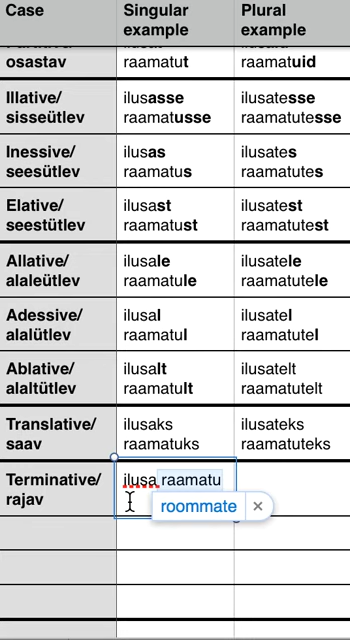 Case Singular example Plural example
osastav raamatut raamatuid
Illative/ ilusasse ilusatesse
sisseütlev raamatusse raamatutesse
Inessive/ ilusas ilusates
seesütlev raamatus raamatutes
Elative/ ilusast ilusatest
seestütlev raamatust raamatutest
Allative/ ilusale ilusatele
alaleütlev raamatule raamatutele
Adessive/ ilusal ilusatel
alalütlev raamatul raamatutel
Ablative/ ilusalt ilusatelt
alaltütlev raamatult raamatutelt
Translative/ ilusaks ilusateks
saav raamatuks raamatuteks
Terminative/ ilusa raamatu
rajav
roommate ×